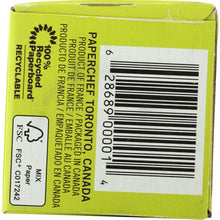 100%
Recycled
Paperboard
RECYCLABLE
PAPERCHEF TORONTO CANADA
PRODUCT OF FRANCE / PACKAGED IN CANADA
PRODUIT DE FRANCE / EMBALLÉ AU CANADA
PRODUCTO DE FRANCIA / EMPAQUETADO EN CANADA
FSC
MIX
Paper
FSC® C017242
6 28689 00001 4